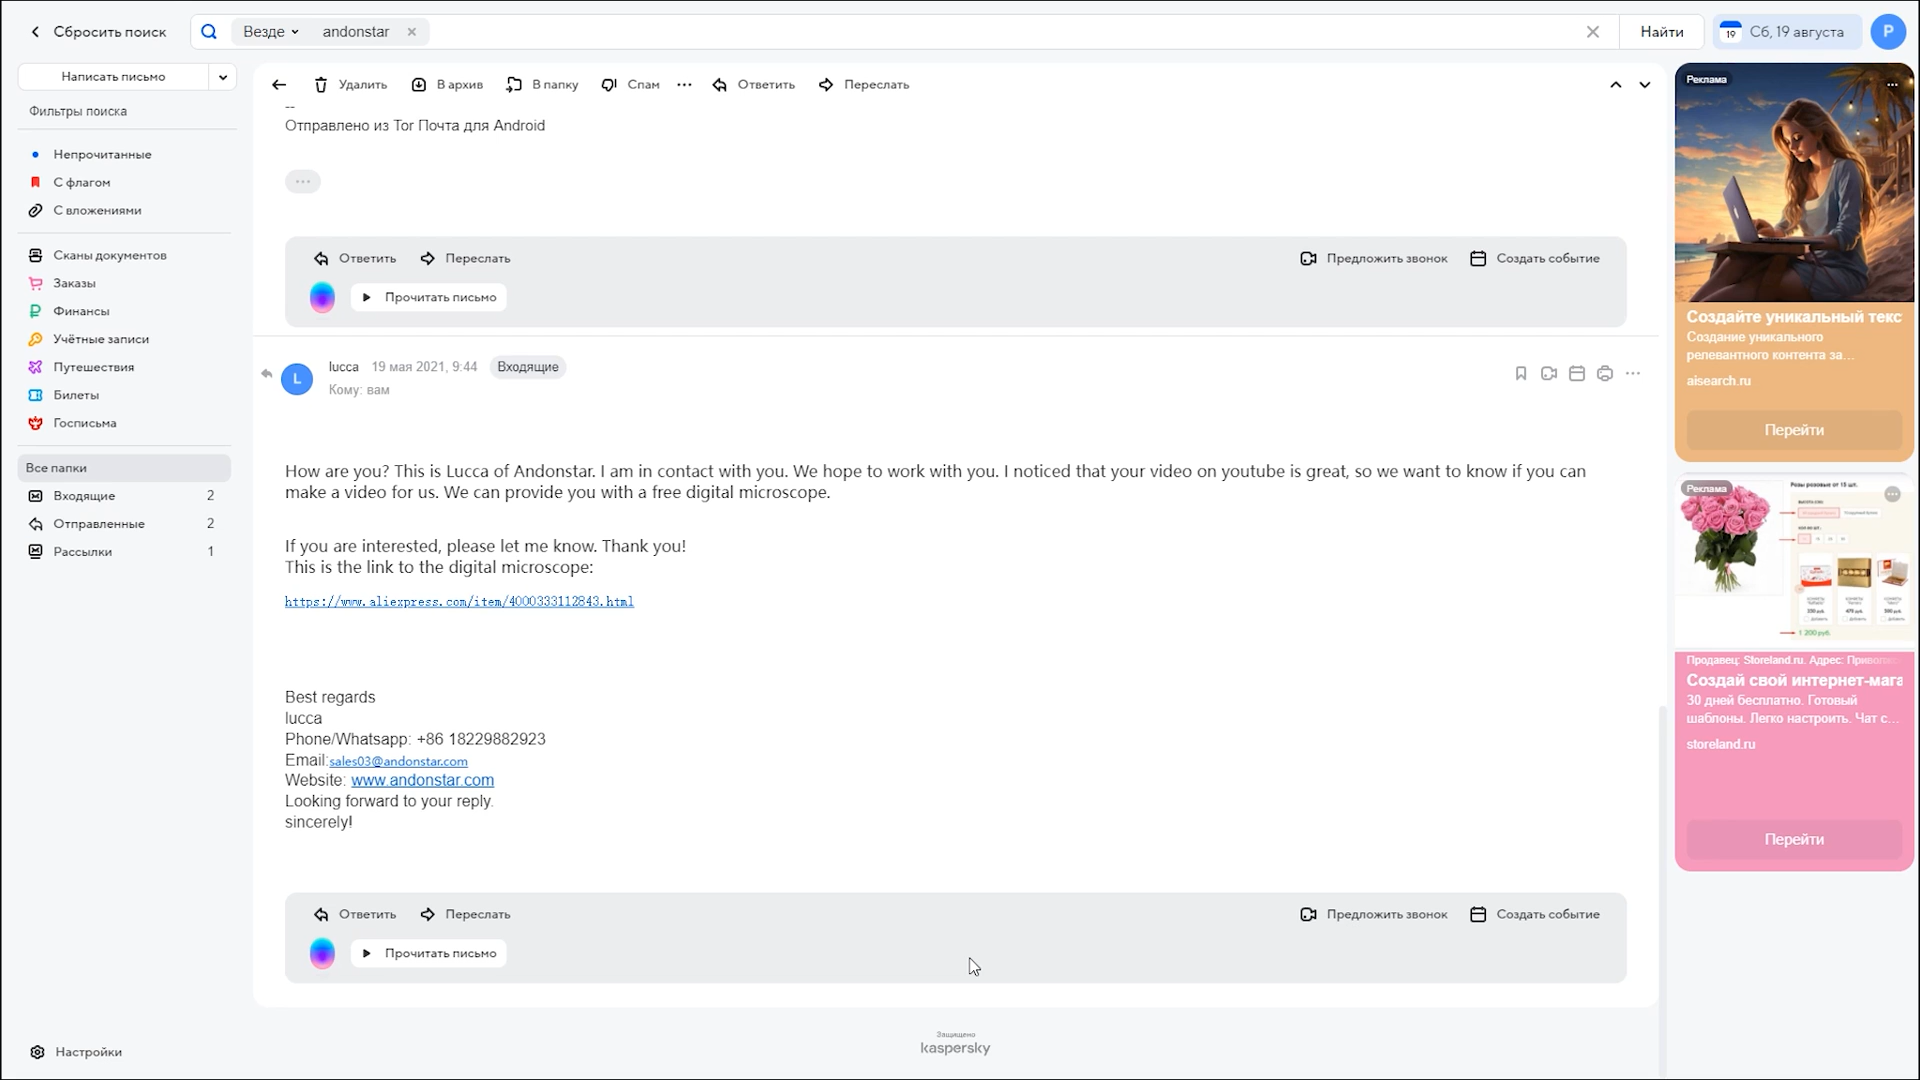 Сбросить поиск
Везде
andonstar
Найти
19
Сб, 19 августа
P
Написать письмо
Фильтры поиска
Непрочитанные
С флагом
С вложениями
Сканы документов
Заказы
Финансы
Учётные записи
Путешествия
Билеты
Госписьма
Все папки
Входящие 2
Отправленные 2
Рассылки 1
Настройки
Удалить
В архив
В папку
Спам
Ответить
Переслать
--
Отправлено из Tor Почта для Android
Ответить
Переслать
Предложить звонок
Создать событие
Прочитать письмо
L
lucca 19 мая 2021, 9:44 Входящие
Кому: вам
How are you? This is Lucca of Andonstar. I am in contact with you. We hope to work with you. I noticed that your video on youtube is great, so we want to know if you can
make a video for us. We can provide you with a free digital microscope.
If you are interested, please let me know. Thank you!
This is the link to the digital microscope:
https://www.aliexpress.com/item/4000333112843.html
Best regards
lucca
Phone/Whatsapp: +86 18229882923
Email:sales03@andonstar.com
Website: www.andonstar.com
Looking forward to your reply.
sincerely!
Ответить
Переслать
Предложить звонок
Создать событие
Прочитать письмо
Защищено
kaspersky
Реклама
Создайте уникальный текс
Создание уникального
релевантного контента за...
aisearch.ru
Перейти
Реклама
Розы розовые от 15 шт.
1 200 руб.
Продавец: Storeland.ru. Адрес:
Создай свой интернет-мага
30 дней бесплатно. Готовый
шаблоны. Легко настроить. Чат с...
storeland.ru
Перейти